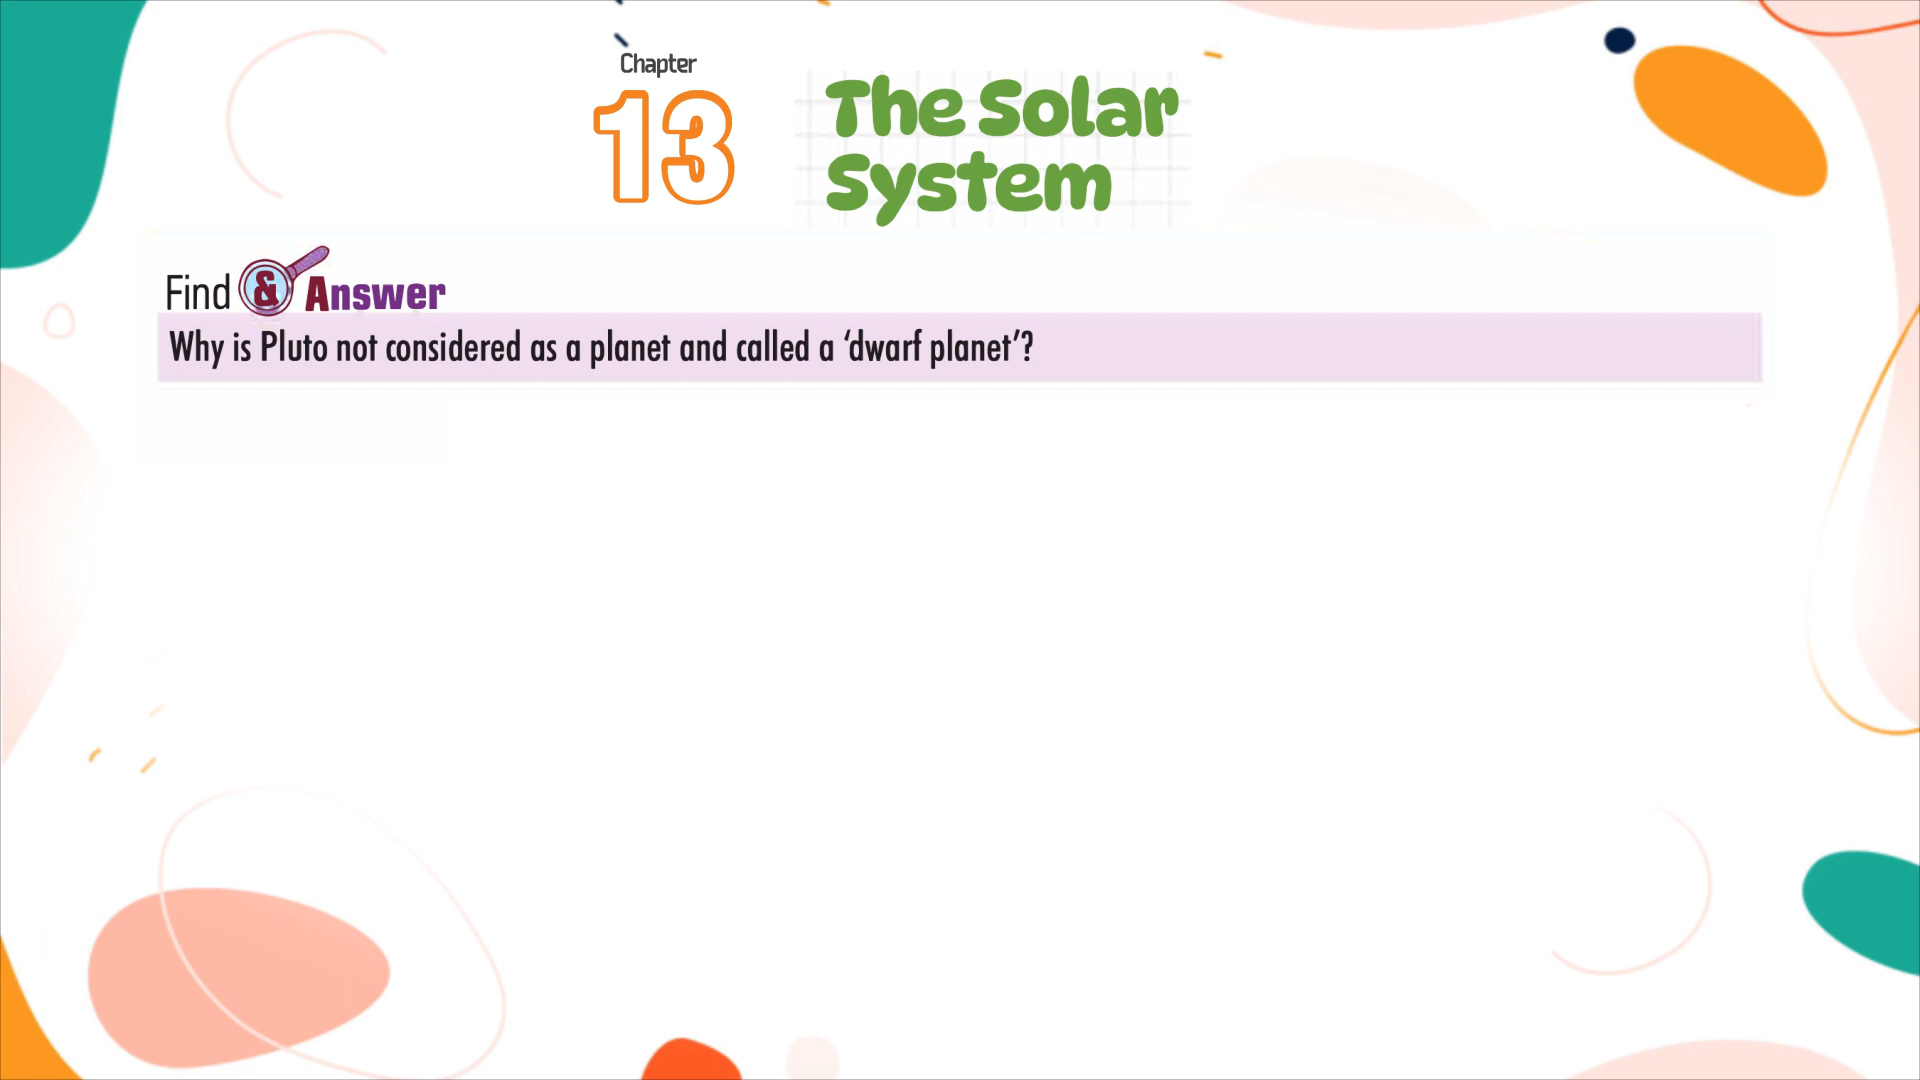 Chapter
13
The Solar
System
Find & Answer
Why is Pluto not considered as a planet and called a ‘dwarf planet’?